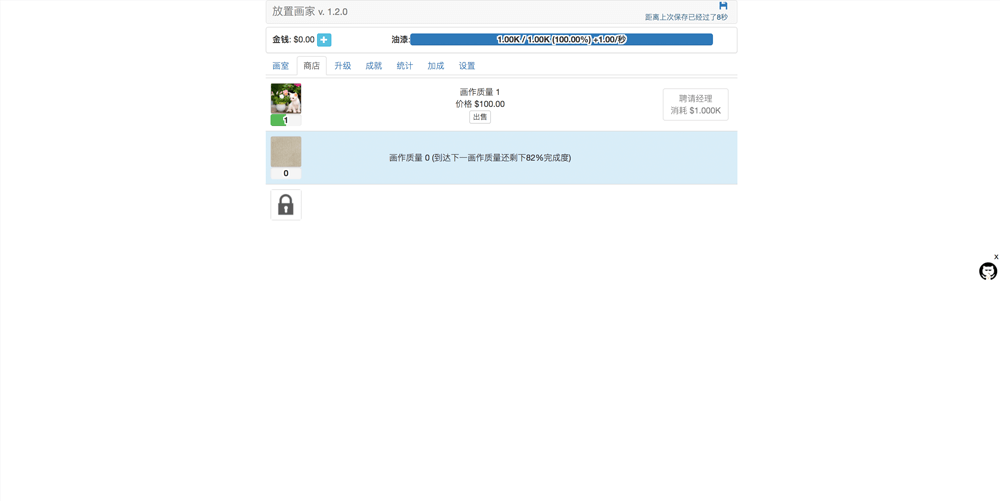 放置画家 v. 1.2.0
距离上次保存已经过了8秒
金钱: $0.00
油漆: 1.00K / 1.00K (100.00%) +1.00/秒
画室 商店 升级 成就 统计 加成 设置
1
画作质量 1
价格 $100.00
出售
聘请经理
消耗 $1.000K
0
画作质量 0 (到达下一画作质量还剩下82%完成度)
x